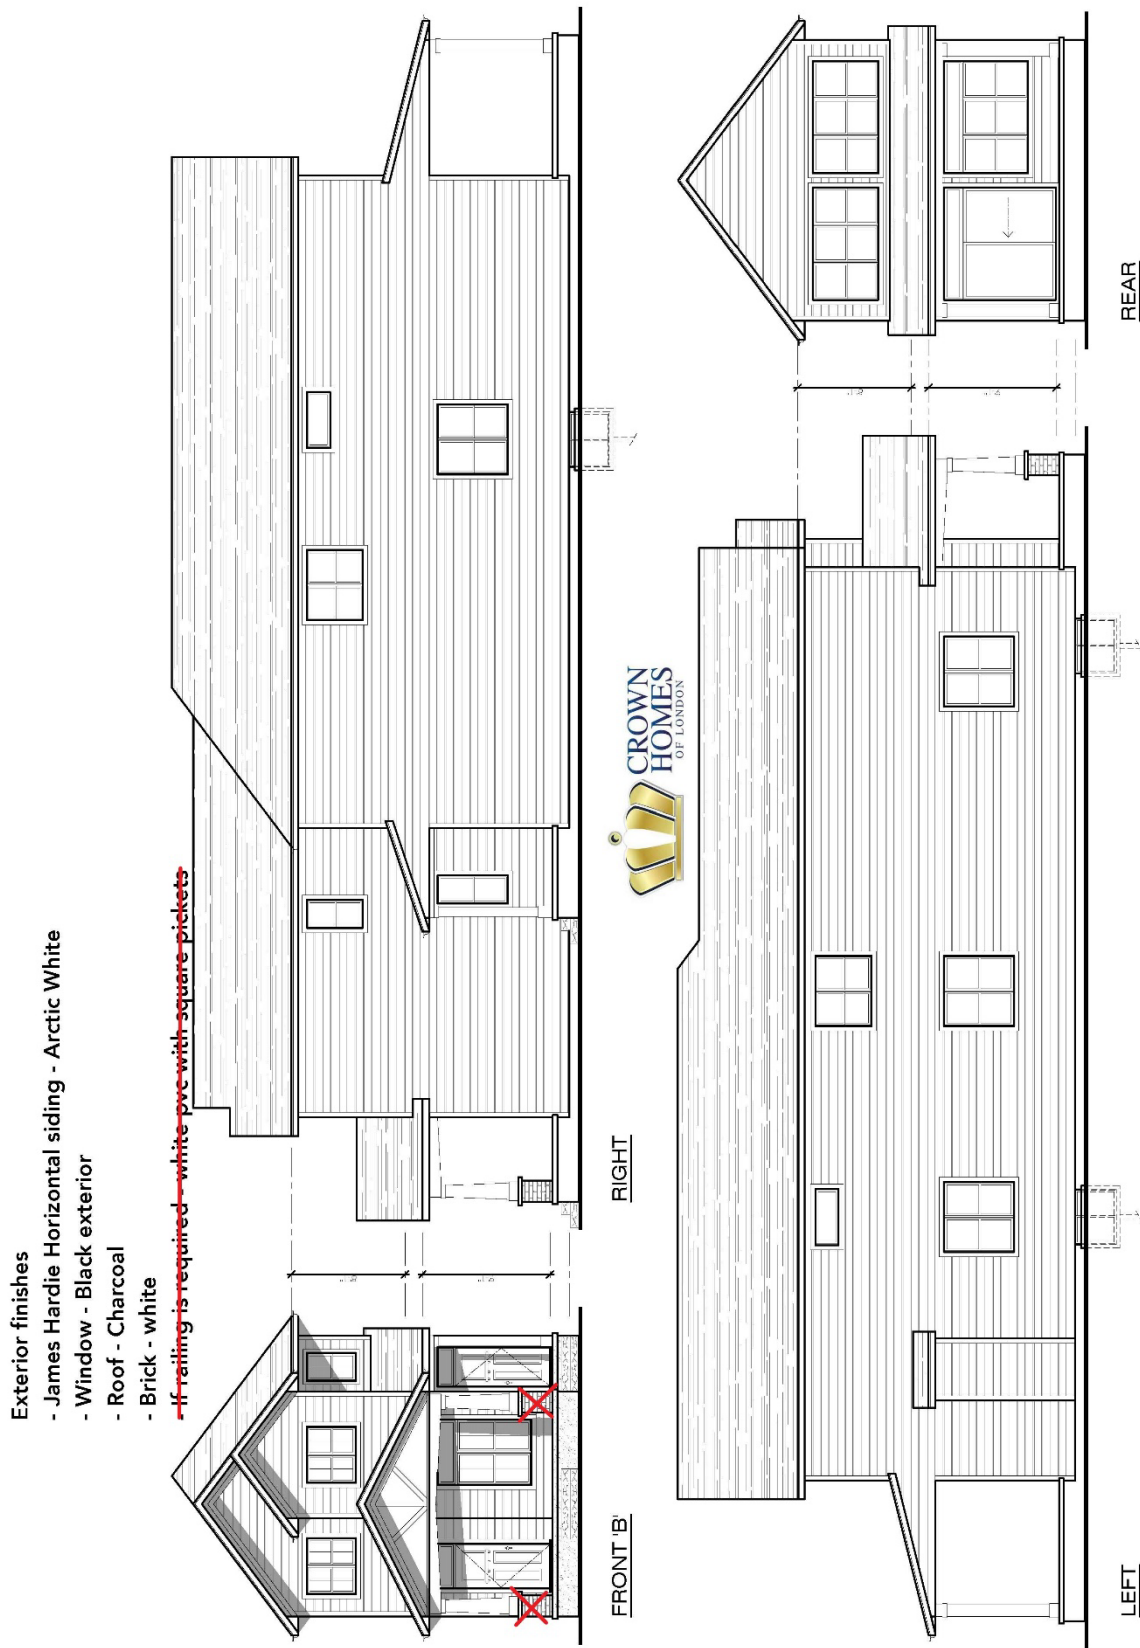 Exterior finishes
- James Hardie Horizontal siding - Arctic White
- Window - Black exterior
- Roof - Charcoal
- Brick - white
- If railing is required - white pvc with square pickets
FRONT 'B'
RIGHT
CROWN
HOMES
OF LONDON
LEFT
REAR